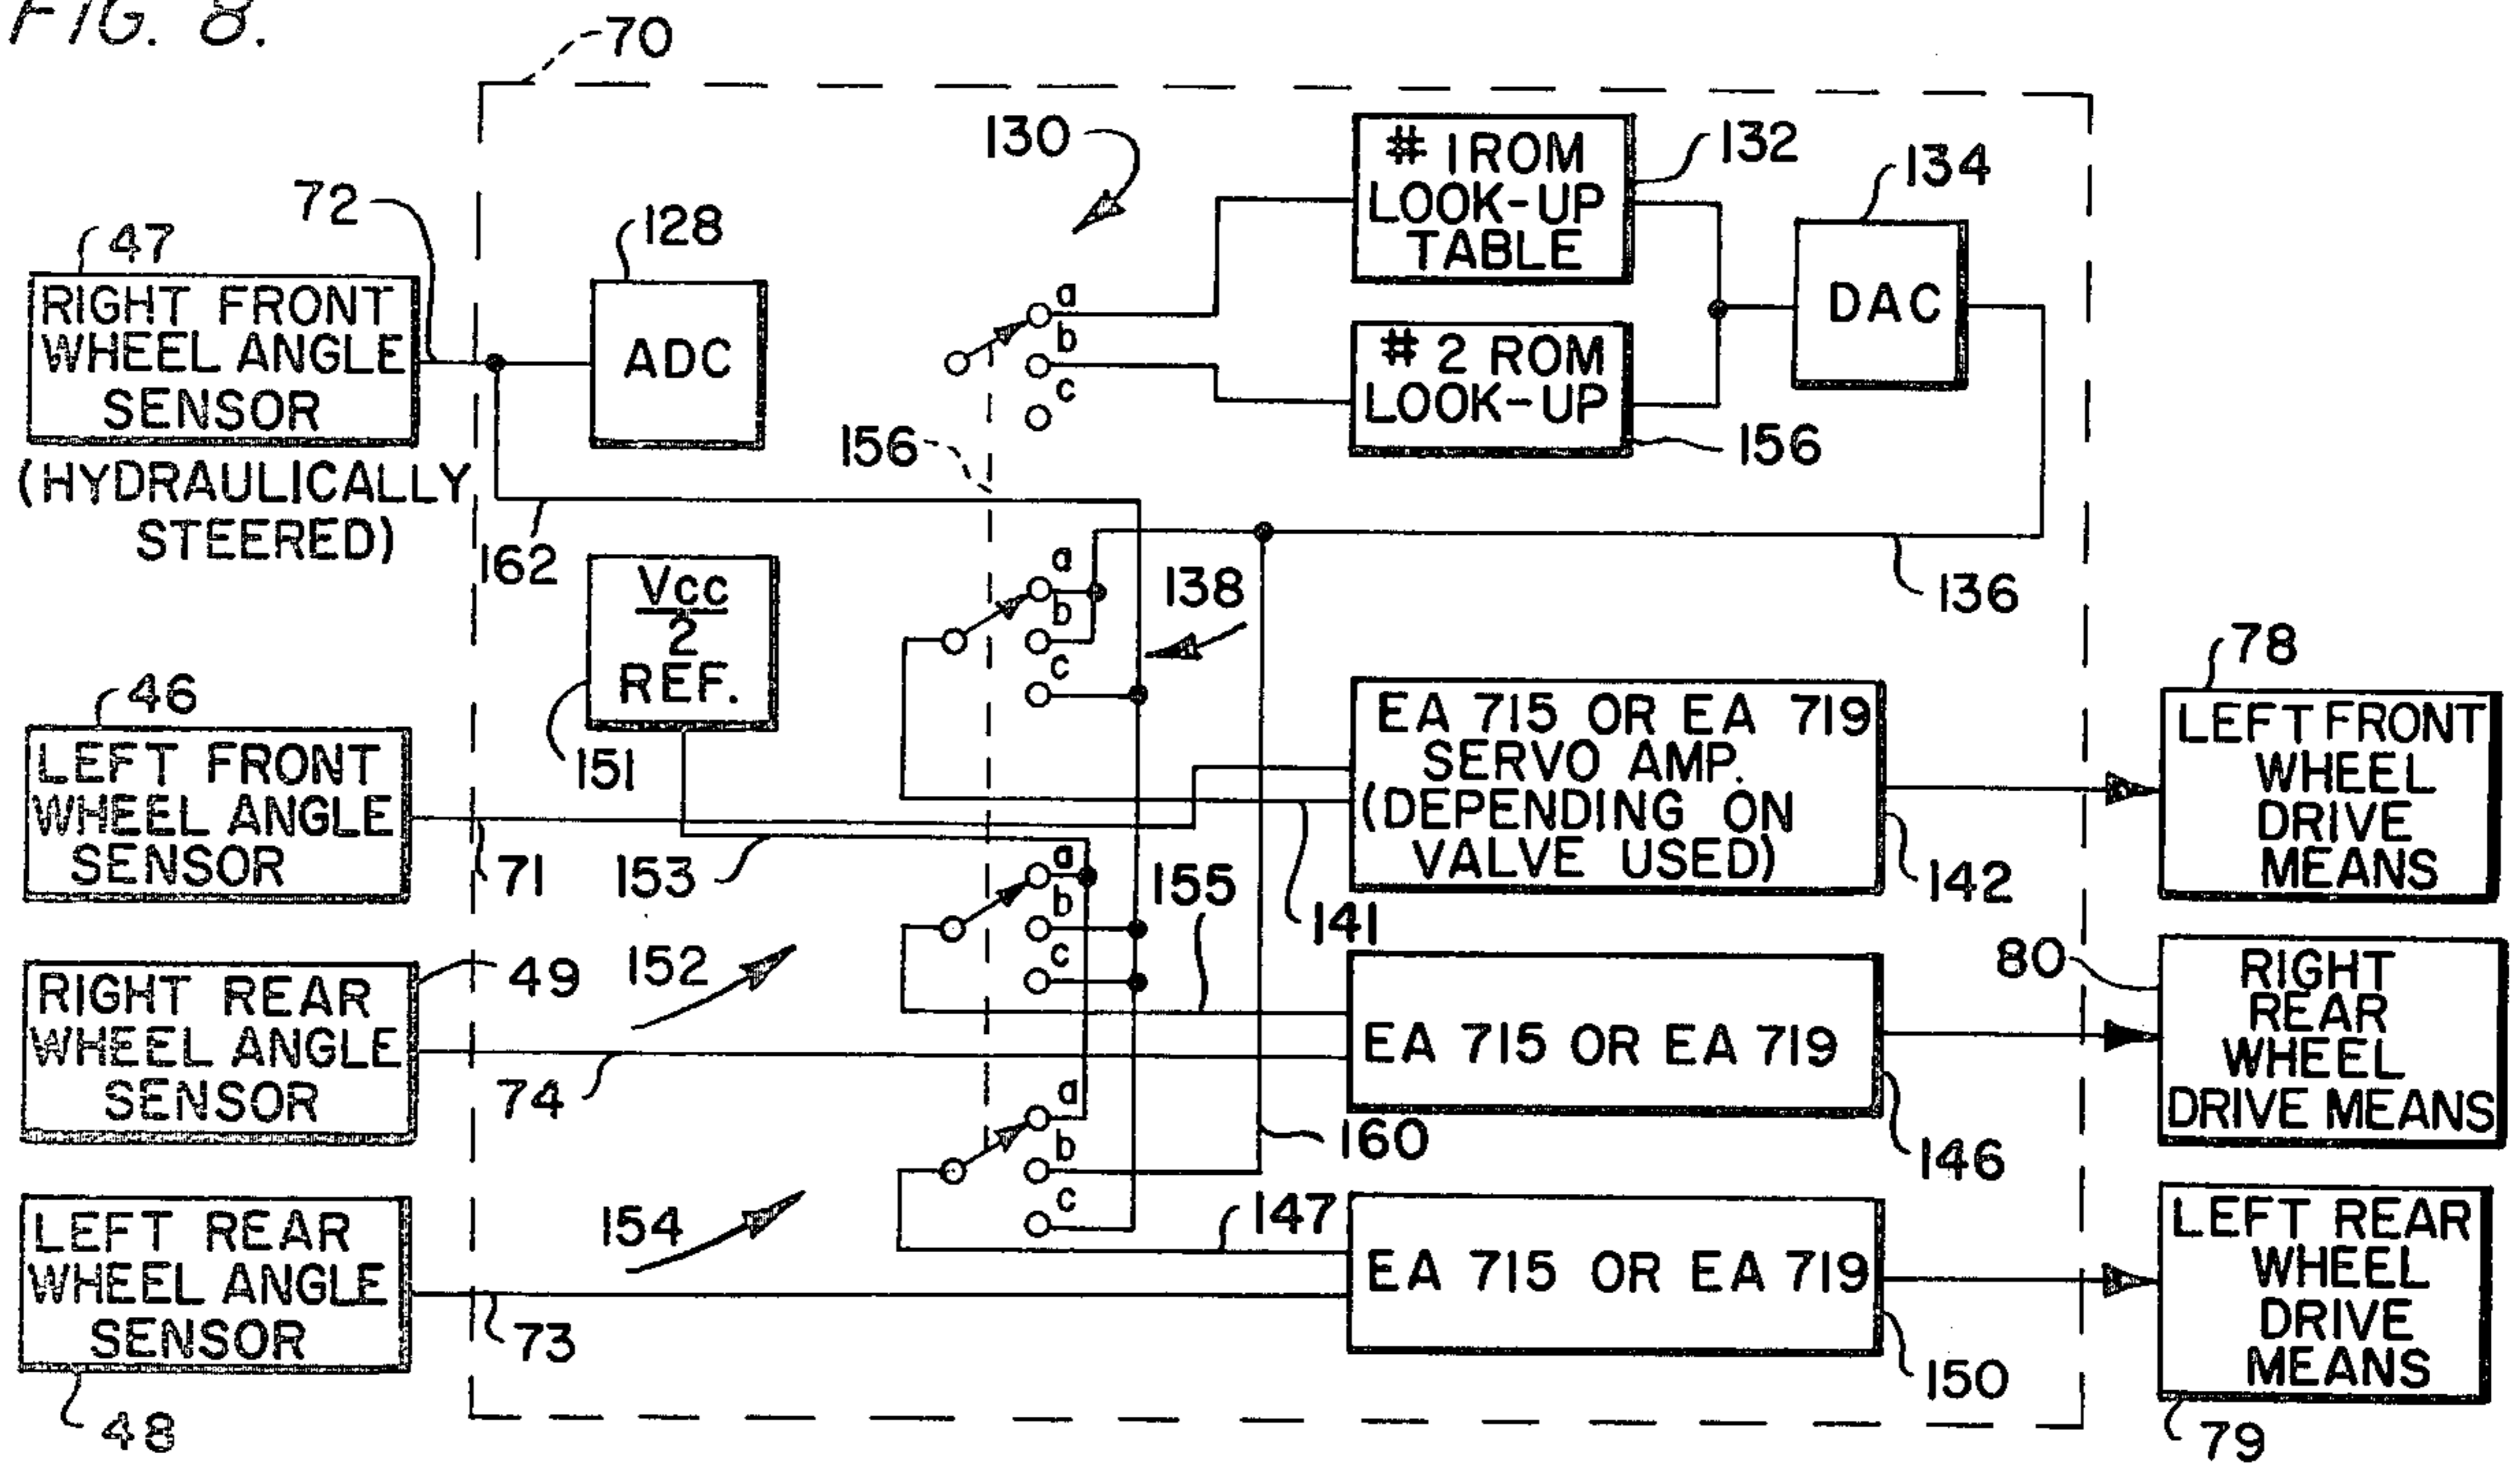 FIG. 8.
70
130
# 1 ROM
LOOK-UP
TABLE
132
134
72
47
128
RIGHT FRONT
WHEEL ANGLE
SENSOR
(HYDRAULICALLY
STEERED)
ADC
a
b
c
# 2 ROM
LOOK-UP
DAC
156
156
162
Vcc
2
REF.
a
b
c
138
136
151
46
LEFT FRONT
WHEEL ANGLE
SENSOR
71
153
EA 715 OR EA 719
SERVO AMP.
(DEPENDING ON
VALVE USED)
78
LEFT FRONT
WHEEL
DRIVE
MEANS
142
a
b
c
155
141
152
49
RIGHT REAR
WHEEL ANGLE
SENSOR
74
EA 715 OR EA 719
80
RIGHT
REAR
WHEEL
DRIVE MEANS
146
a
b
c
160
154
147
LEFT REAR
WHEEL ANGLE
SENSOR
48
73
EA 715 OR EA 719
150
LEFT REAR
WHEEL
DRIVE
MEANS
79